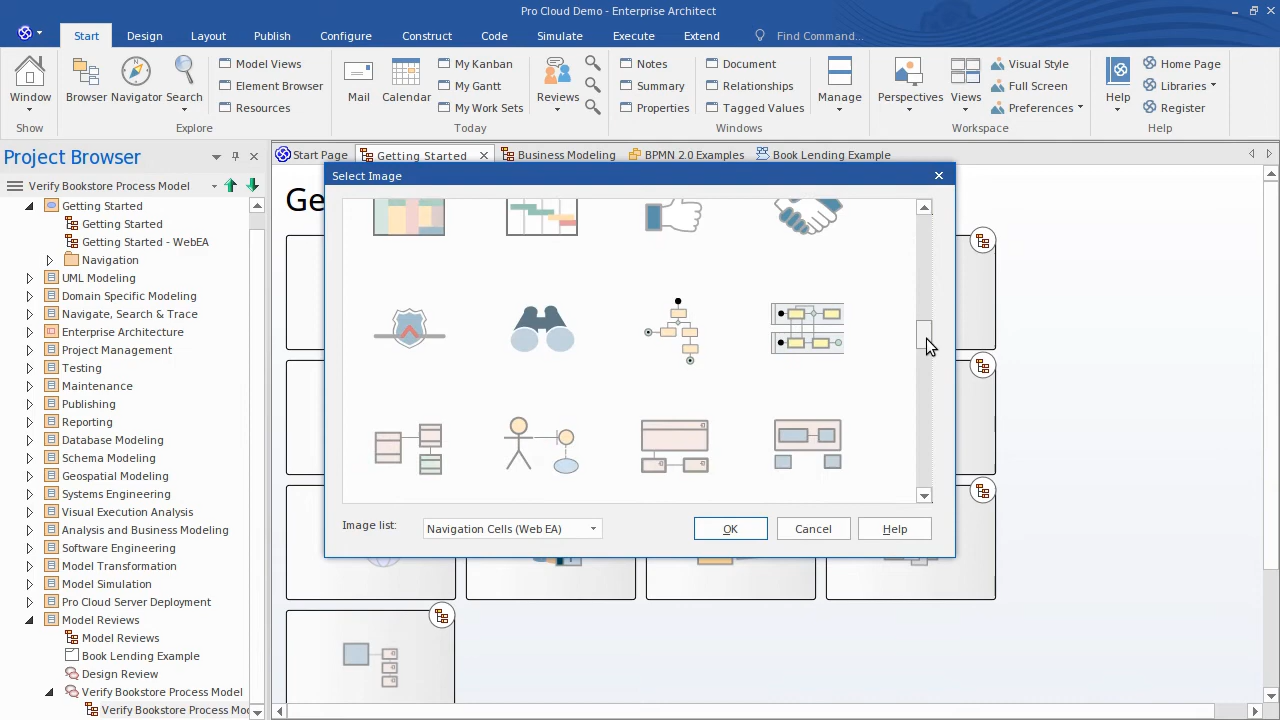 Pro Cloud Demo - Enterprise Architect
Start Design Layout Publish Configure Construct Code Simulate Execute Extend Find Command...
Window Browser Navigator Search Model Views Element Browser Resources Mail Calendar My Kanban My Gantt My Work Sets Reviews Notes Summary Properties Document Relationships Tagged Values Manage Perspectives Views Visual Style Full Screen Preferences Help Home Page Libraries Register
Show Explore Today Windows Workspace Help
Project Browser
Start Page Getting Started Business Modeling BPMN 2.0 Examples Book Lending Example
Verify Bookstore Process Model
Getting Started
Getting Started
Getting Started - WebEA
Navigation
UML Modeling
Domain Specific Modeling
Navigate, Search & Trace
Enterprise Architecture
Project Management
Testing
Maintenance
Publishing
Reporting
Database Modeling
Schema Modeling
Geospatial Modeling
Systems Engineering
Visual Execution Analysis
Analysis and Business Modeling
Software Engineering
Model Transformation
Model Simulation
Pro Cloud Server Deployment
Model Reviews
Model Reviews
Book Lending Example
Design Review
Verify Bookstore Process Model
Verify Bookstore Process Mo
Ge
Select Image
Image list: Navigation Cells (Web EA) OK Cancel Help